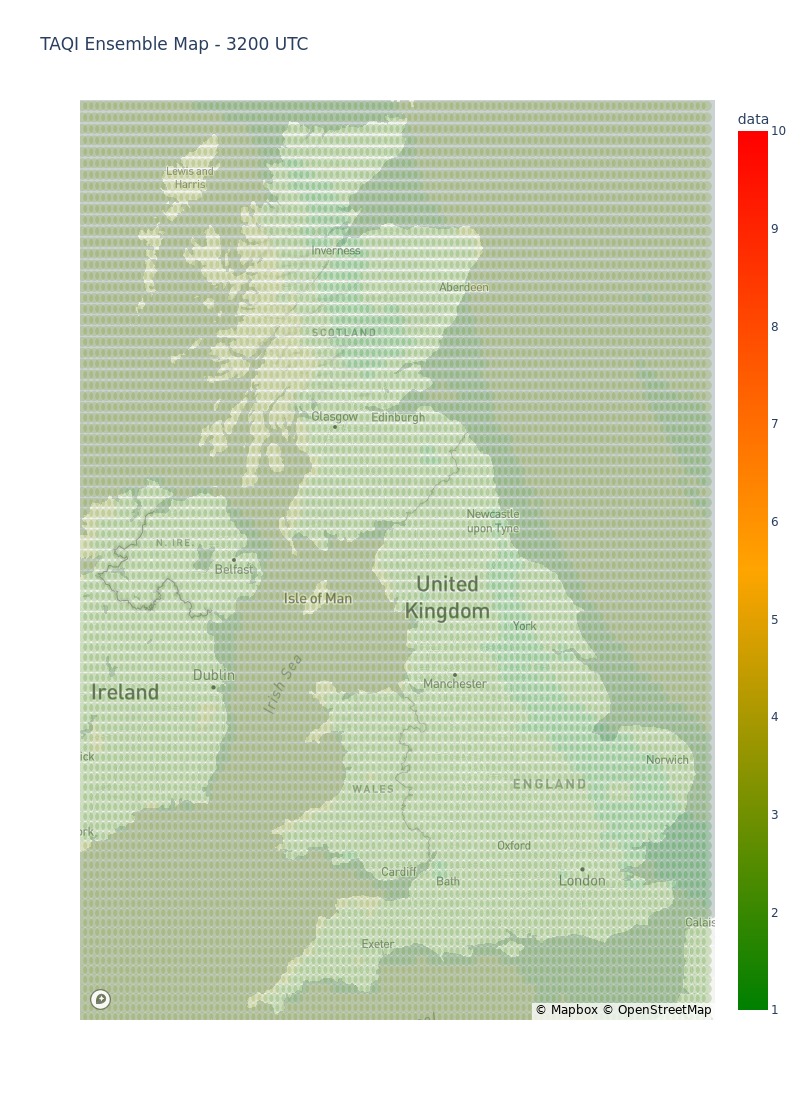 TAQI Ensemble Map - 3200 UTC
data
10
9
8
7
6
5
4
3
2
1
Lewis and
Harris
Inverness
Aberdeen
SCOTLAND
Glasgow
Edinburgh
Newcastle
upon Tyne
N. IRE.
Belfast
United
Kingdom
Isle of Man
York
Irish Sea
Dublin
Manchester
Ireland
Norwich
ick
WALES
ENGLAND
ork
Oxford
Cardiff
Bath
London
Calais
Exeter
© Mapbox © OpenStreetMap